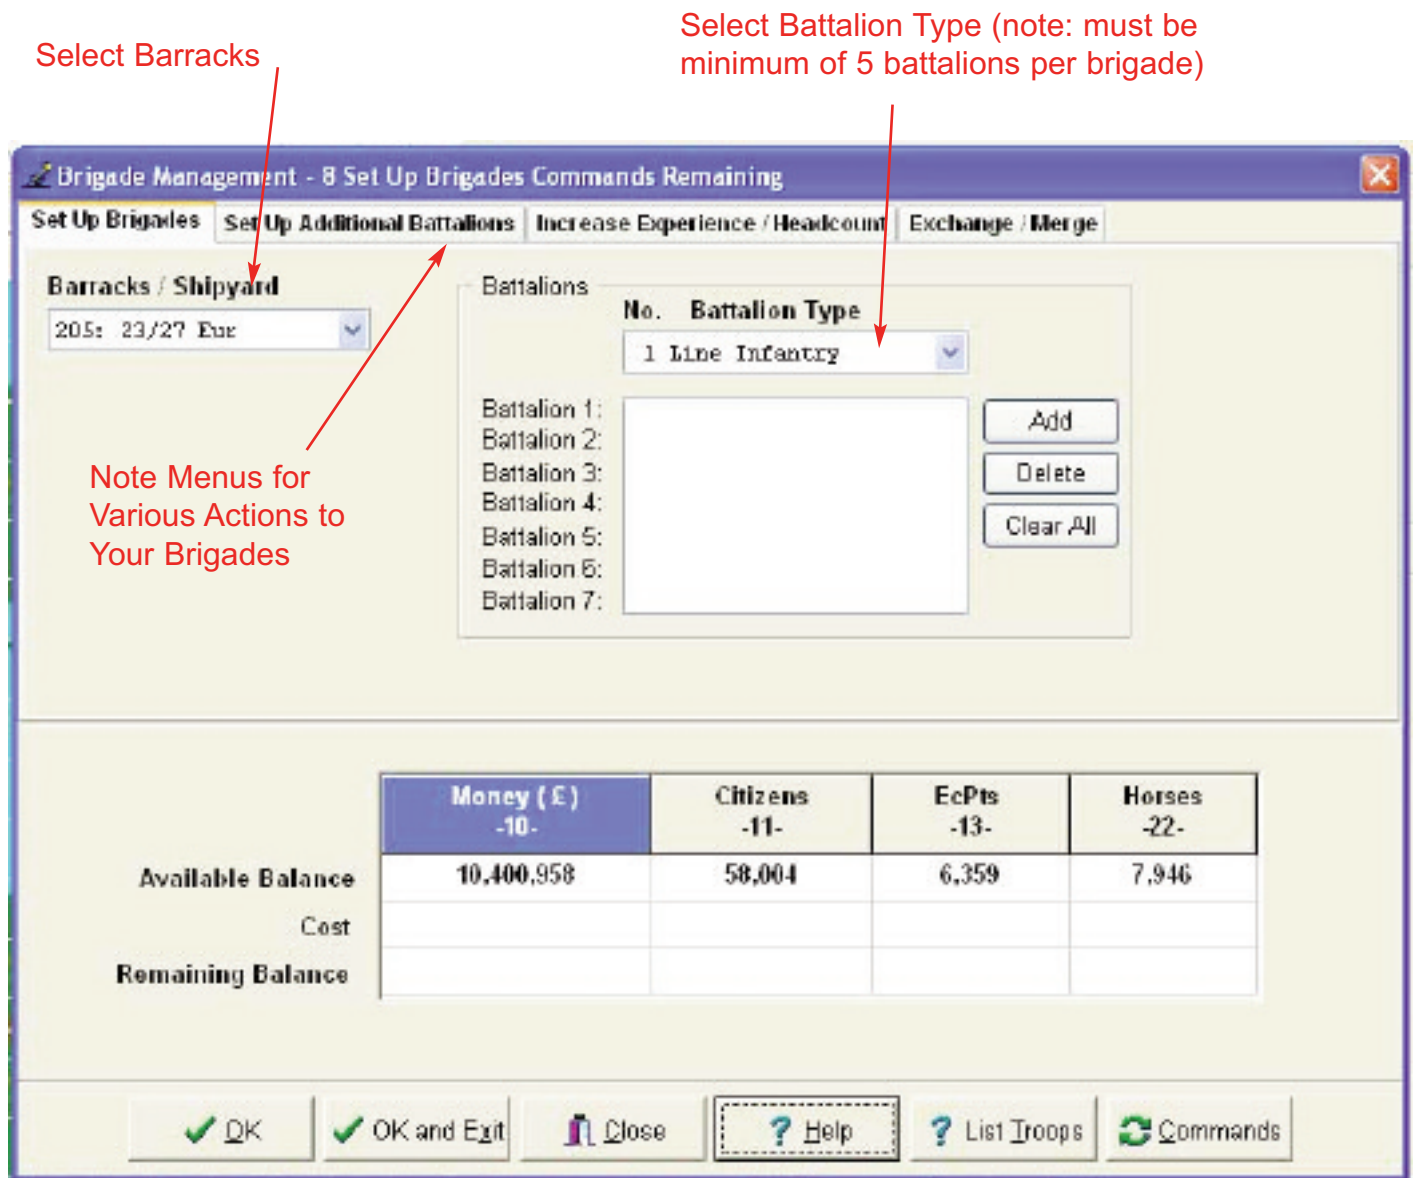 Select Barracks
Select Battalion Type (note: must be
minimum of 5 battalions per brigade)
Brigade Management - 8 Set Up Brigades Commands Remaining
Set Up Brigades Set Up Additional Battalions Increase Experience / Headcount Exchange / Merge
Barracks / Shipyard
205: 23/27 Eur
Battalions
No. Battalion Type
1 Line Infantry
Battalion 1:
Battalion 2:
Battalion 3:
Battalion 4:
Battalion 5:
Battalion 6:
Battalion 7:
Add
Delete
Clear All
Note Menus for
Various Actions to
Your Brigades
Money (£) Citizens EcPts Horses
-10- -11- -13- -22-
Available Balance 10,400,958 58,004 6,359 7,946
Cost
Remaining Balance
OK OK and Exit Close Help List Troops Commands